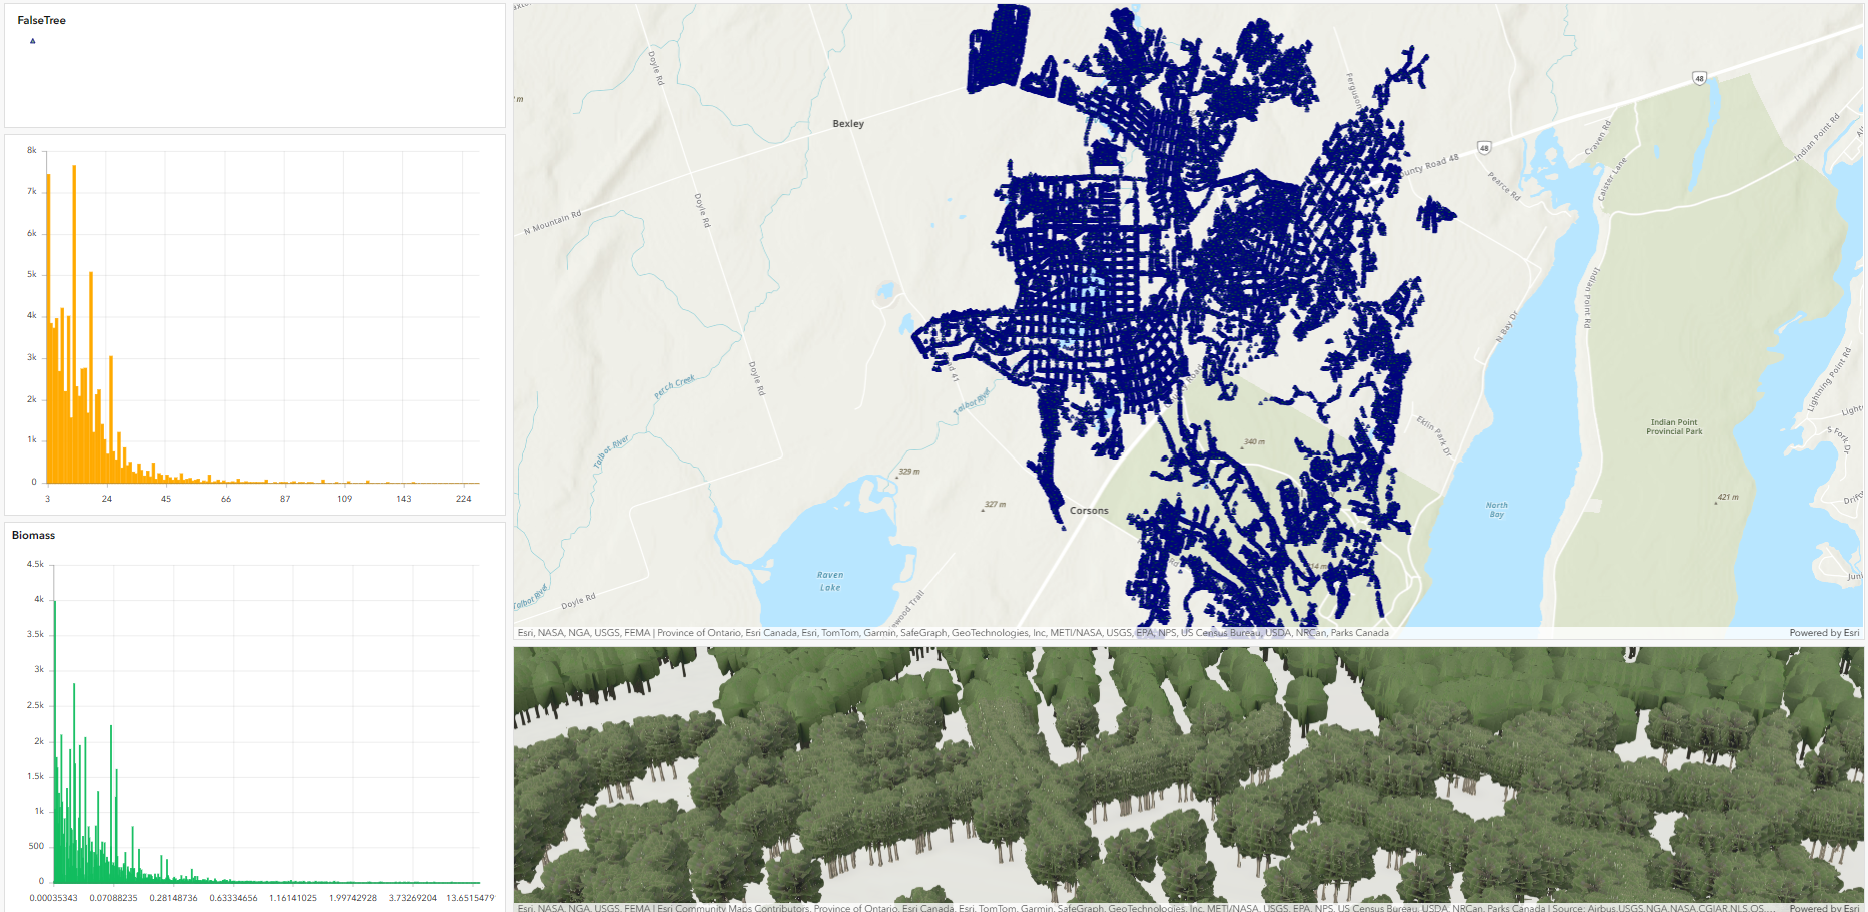 FalseTree
8k
7k
6k
5k
4k
3k
2k
1k
0
3 24 45 66 87 109 143 224
Biomass
4.5k
4k
3.5k
3k
2.5k
2k
1.5k
1k
500
0
0.00035343 0.07088235 0.28148736 0.63334656 1.16141025 1.99742928 3.73269204 13.6515479
Doyle Rd
Bexley
N Mountain Rd
Doyle Rd
Perch Creek
Doyle Rd
Talbot River
Talbot River
Talbot River
Doyle Rd
Raven
Lake
329 m
327 m
Corsons
340 m
48
48
Craven Rd
Calster Lane
Pearce Rd
Indian Point Rd
Indian Point Rd
N Bay Dr
Eklin Park Dr
Lightning Point Rd
S Fork Dr
Indian Point
Provincial Park
421 m
North
Bay
Esri, NASA, NGA, USGS, FEMA | Province of Ontario, Esri Canada, Esri, TomTom, Garmin, SafeGraph, GeoTechnologies, Inc, METI/NASA, USGS, EPA, NPS, US Census Bureau, USDA, NRCan, Parks Canada
Powered by Esri
Esri, NASA, NGA, USGS, FEMA | Esri Community Maps Contributors, Province of Ontario, Esri Canada, Esri, TomTom, Garmin, SafeGraph, GeoTechnologies, Inc, METI/NASA, USGS, EPA, NPS, US Census Bureau, USDA, NRCan, Parks Canada | Source: Airbus,USGS,NGA,NASA,CGIAR,NLS,OS,...
Powered by Esri